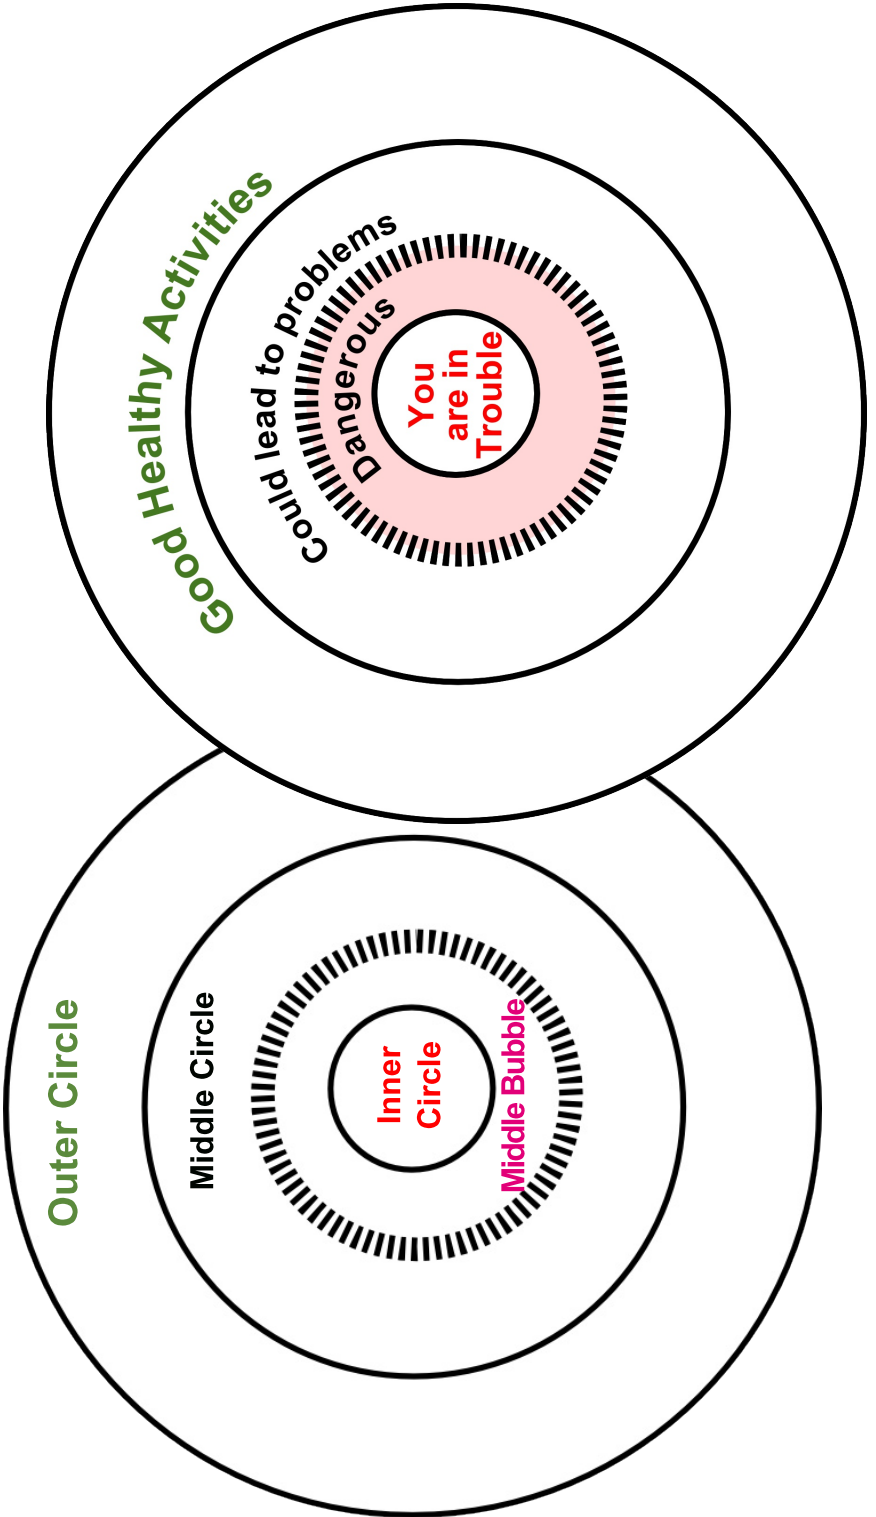 Outer Circle
Middle Circle
Inner
Circle
Middle Bubble
Good Healthy Activities
Could lead to problems
Dangerous
You
are in
Trouble